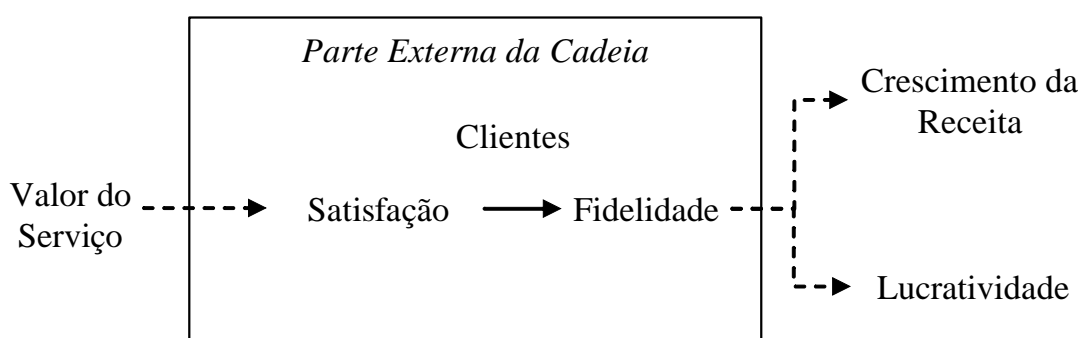 Parte Externa da Cadeia
Clientes
Valor do
Serviço
Satisfação
Fidelidade
Crescimento da
Receita
Lucratividade